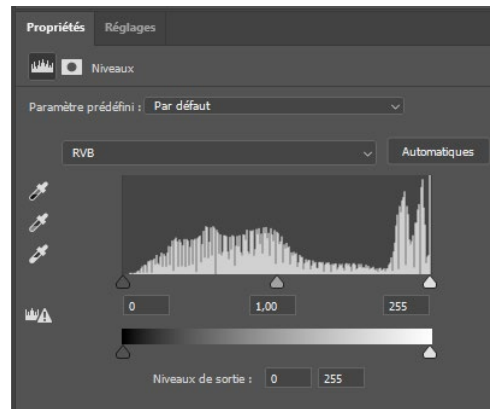 Propriétés Réglages
Niveaux
Paramètre prédéfini : Par défaut
RVB Automatiques
0 1,00 255
Niveaux de sortie : 0 255